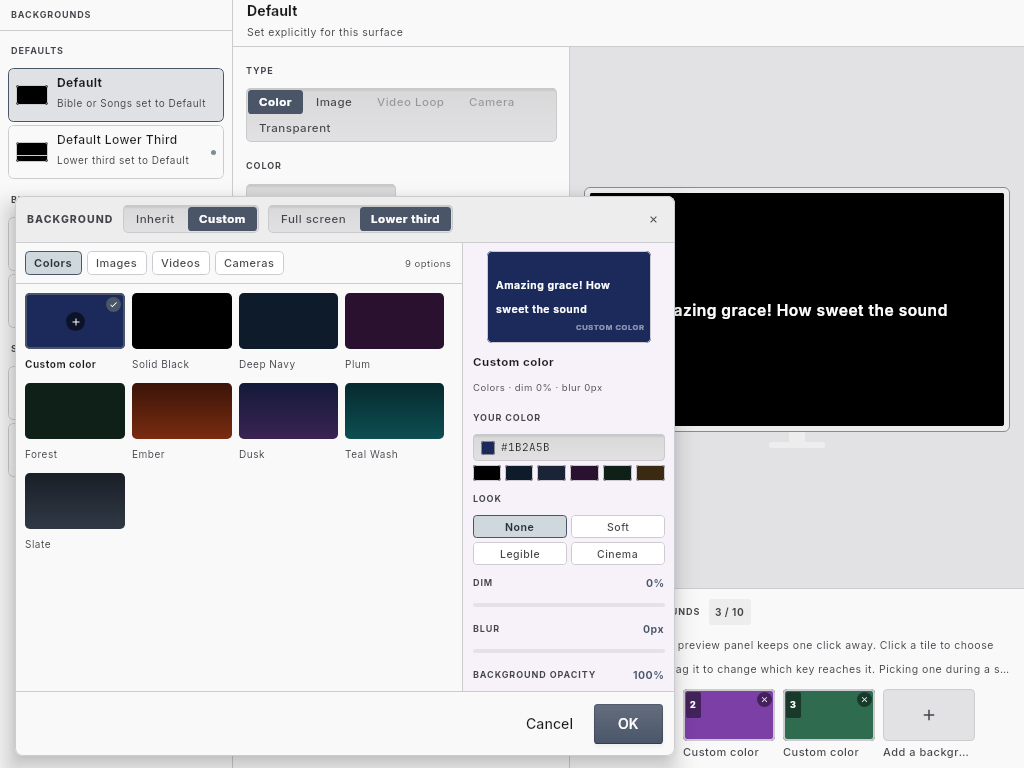 BACKGROUNDS
DEFAULTS
Default
Bible or Songs set to Default
Default Lower Third
Lower third set to Default
Default
Set explicitly for this surface
TYPE
Color
Image
Video Loop
Camera
Transparent
COLOR
BACKGROUND
Inherit
Custom
Full screen
Lower third
×
Colors
Images
Videos
Cameras
9 options
Custom color
Solid Black
Deep Navy
Plum
Forest
Ember
Dusk
Teal Wash
Slate
Amazing grace! How
sweet the sound
CUSTOM COLOR
Custom color
Colors · dim 0% · blur 0px
YOUR COLOR
#1B2A5B
LOOK
None
Soft
Legible
Cinema
DIM
0%
BLUR
0px
BACKGROUND OPACITY
100%
Cancel
OK
azing grace! How sweet the sound
UNDS
3 / 10
preview panel keeps one click away. Click a tile to choose
ag it to change which key reaches it. Picking one during a s...
2
3
Custom color
Custom color
Add a backgr...